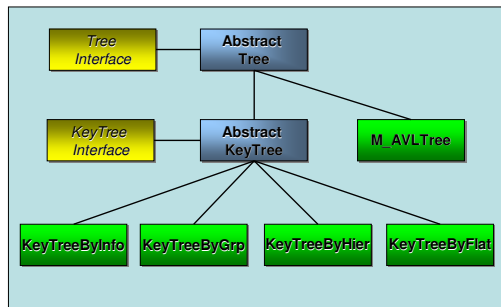 Tree
Interface
Abstract
Tree
KeyTree
Interface
Abstract
KeyTree
M_AVLTree
KeyTreeByInfo
KeyTreeByGrp
KeyTreeByHier
KeyTreeByFlat